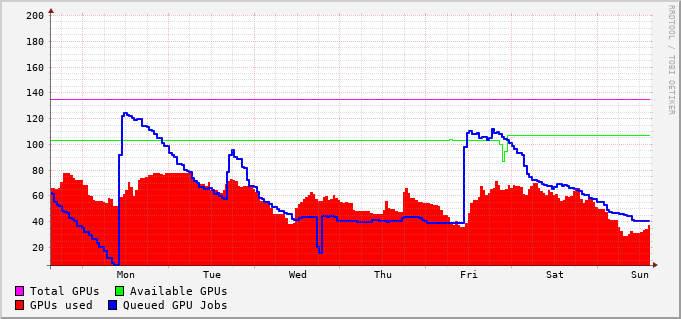 200
180
160
140
120
100
80
60
40
20
Mon Tue Wed Thu Fri Sat Sun
Total GPUs Available GPUs
GPUs used Queued GPU Jobs
RRDTOOL / TOBI OETIKER